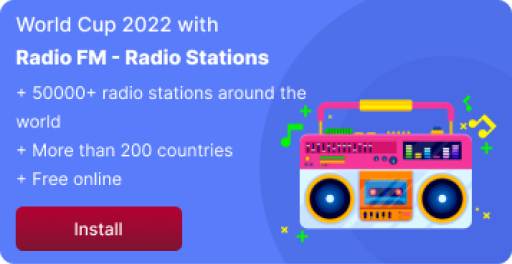 World Cup 2022 with
Radio FM - Radio Stations
+ 50000+ radio stations around the
world
+ More than 200 countries
+ Free online
Install